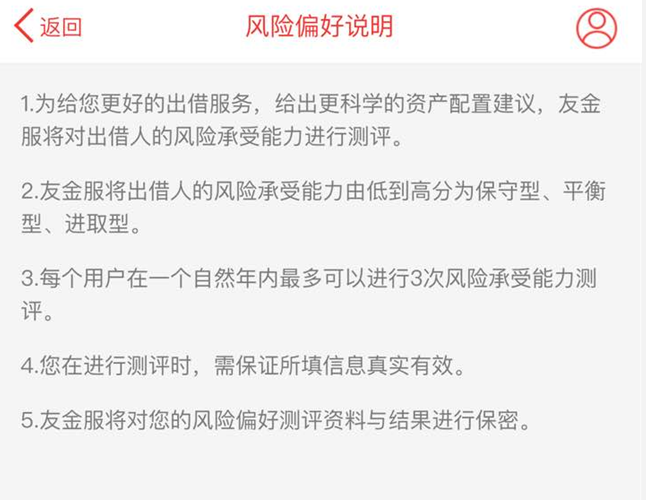 返回
风险偏好说明
1.为给您更好的出借服务，给出更科学的资产配置建议，友金
服将对出借人的风险承受能力进行测评。
2.友金服将出借人的风险承受能力由低到高分为保守型、平衡
型、进取型。
3.每个用户在一个自然年内最多可以进行3次风险承受能力测
评。
4.您在进行测评时，需保证所填信息真实有效。
5.友金服将对您的风险偏好测评资料与结果进行保密。